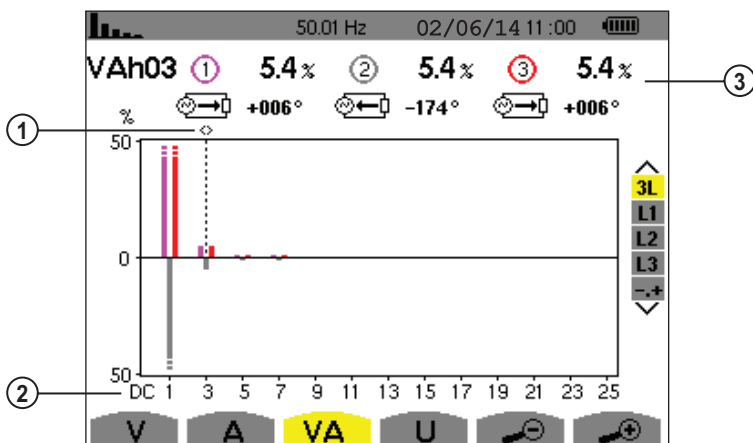 50.01 Hz 02/06/14 11:00
VAh03 1 5.4 % 2 5.4 % 3 5.4 % 3
% +006° -174° +006°
1
50
3L
L1
L2
0
L3
-.+
50
2 DC 1 3 5 7 9 11 13 15 17 19 21 23 25
V A VA U